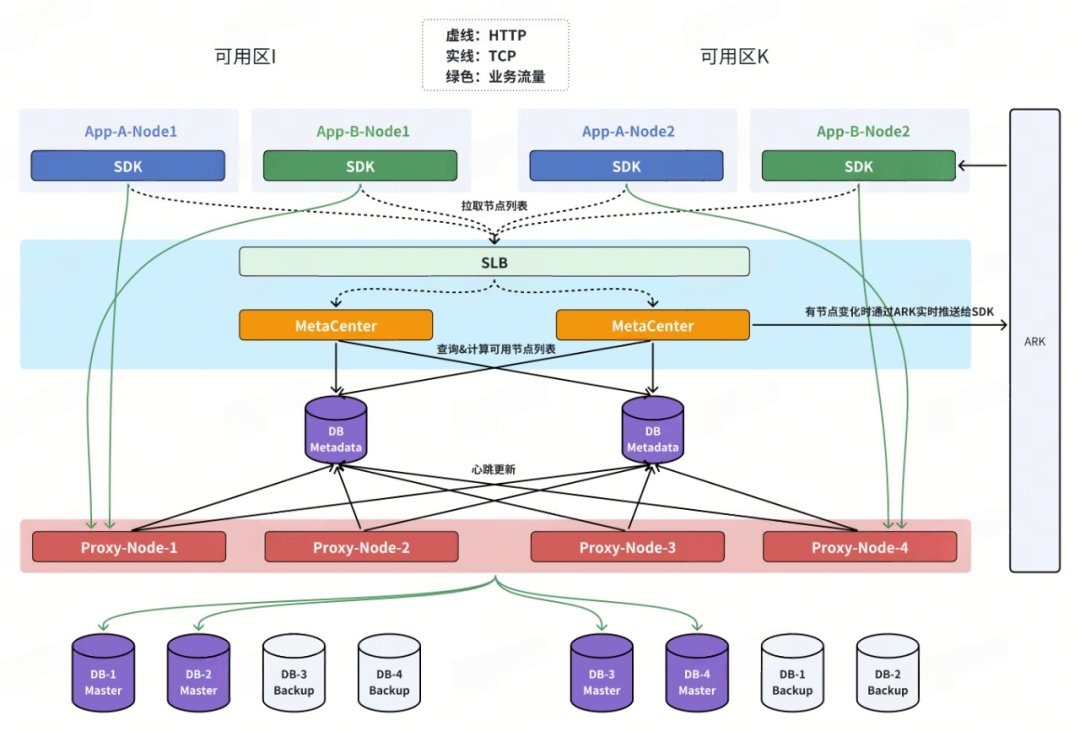 虚线：HTTP
实线：TCP
绿色：业务流量
可用区I
可用区K
App-A-Node1
App-B-Node1
App-A-Node2
App-B-Node2
SDK
SDK
SDK
SDK
拉取节点列表
SLB
MetaCenter
MetaCenter
有节点变化时通过ARK实时推送给SDK
ARK
查询&计算可用节点列表
DB
Metadata
DB
Metadata
心跳更新
Proxy-Node-1
Proxy-Node-2
Proxy-Node-3
Proxy-Node-4
DB-1
Master
DB-2
Master
DB-3
Backup
DB-4
Backup
DB-3
Master
DB-4
Master
DB-1
Backup
DB-2
Backup